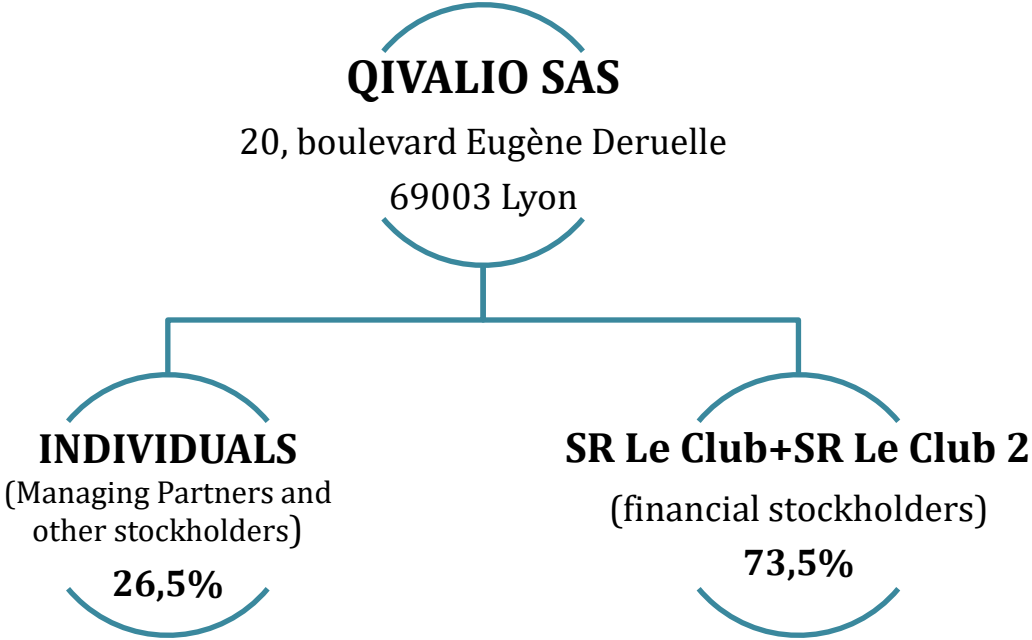 QIVALIO SAS
20, boulevard Eugène Deruelle
69003 Lyon
INDIVIDUALS
(Managing Partners and
other stockholders)
26,5%
SR Le Club+SR Le Club 2
(financial stockholders)
73,5%